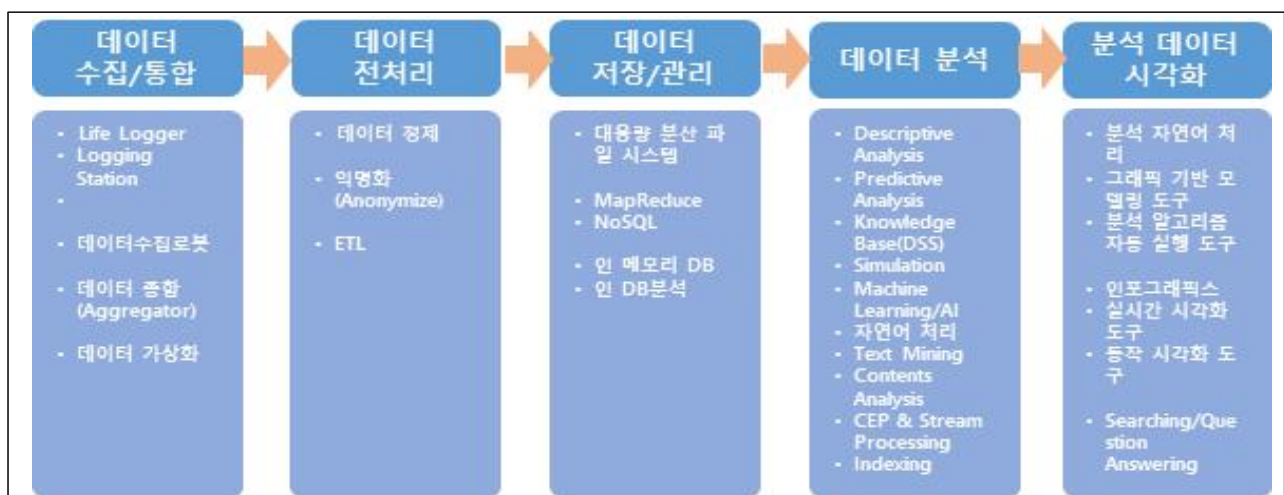 데이터
수집/통합
데이터
전처리
데이터
저장/관리
데이터 분석
분석 데이터
시각화
• Life Logger
• Logging
Station
•
• 데이터수집로봇
• 데이터 종합
(Aggregator)
• 데이터 가상화
• 데이터 정제
• 익명화
(Anonymize)
• ETL
• 대용량 분산 파
일 시스템
• MapReduce
• NoSQL
• 인 메모리 DB
• 인 DB분석
• Descriptive
Analysis
• Predictive
Analysis
• Knowledge
Base(DSS)
• Simulation
• Machine
Learning/AI
• 자연어 처리
• Text Mining
• Contents
Analysis
• CEP & Stream
Processing
• Indexing
• 분석 자연어 처
리
• 그래픽 기반 모
델링 도구
• 분석 알고리즘
자동 실행 도구
• 인포그래픽스
• 실시간 시각화
도구
• 동작 시각화 도
구
• Searching/Que
stion
Answering